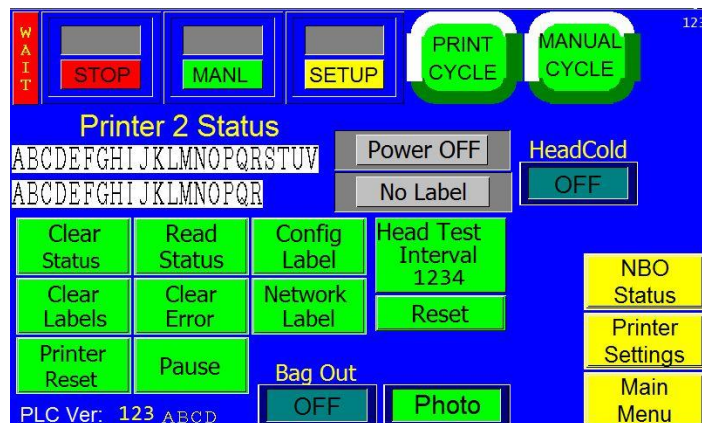 WAIT
STOP
MANL
SETUP
PRINT
CYCLE
MANUAL
CYCLE
123
Printer 2 Status
ABCDEFGHIJKLMNOPQRSTUV
ABCDEFGHIJKLMNOPQR
Power OFF
No Label
HeadCold
OFF
Clear
Status
Read
Status
Config
Label
Head Test
Interval
1234
Clear
Labels
Clear
Error
Network
Label
Reset
Printer
Reset
Pause
Bag Out
OFF
Photo
NBO
Status
Printer
Settings
Main
Menu
PLC Ver: 123 ABCD